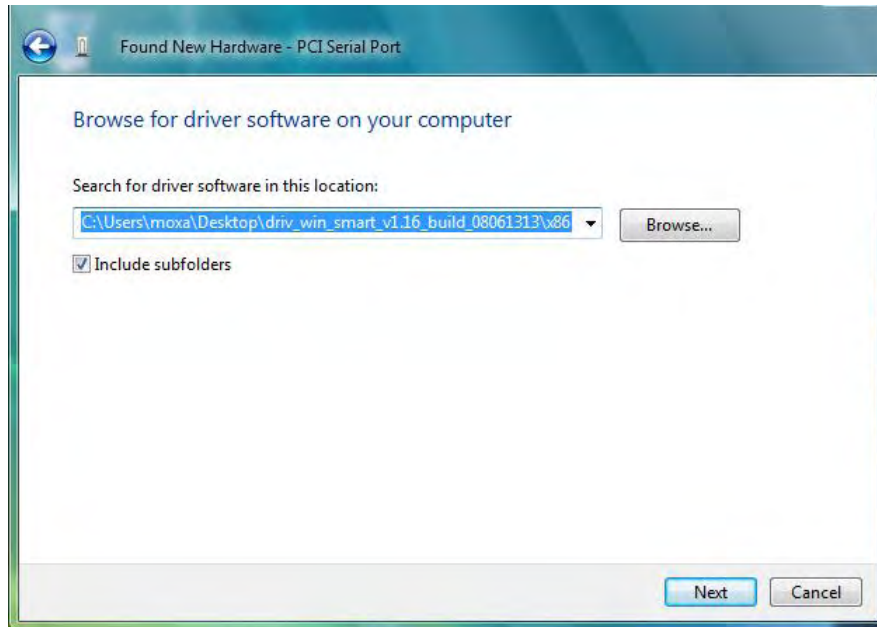 Found New Hardware - PCI Serial Port
Browse for driver software on your computer
Search for driver software in this location:
C:\Users\moxa\Desktop\driv_win_smart_v1.16_build_08061313\x86
Browse...
Include subfolders
Next
Cancel